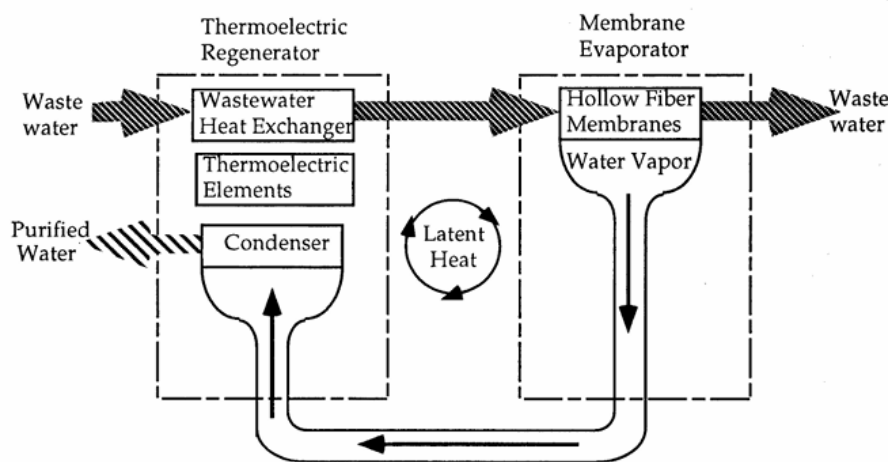 Thermoelectric
Regenerator
Membrane
Evaporator
Waste
water
Wastewater
Heat Exchanger
Hollow Fiber
Membranes
Waste
water
Thermoelectric
Elements
Water Vapor
Purified
Water
Condenser
Latent
Heat